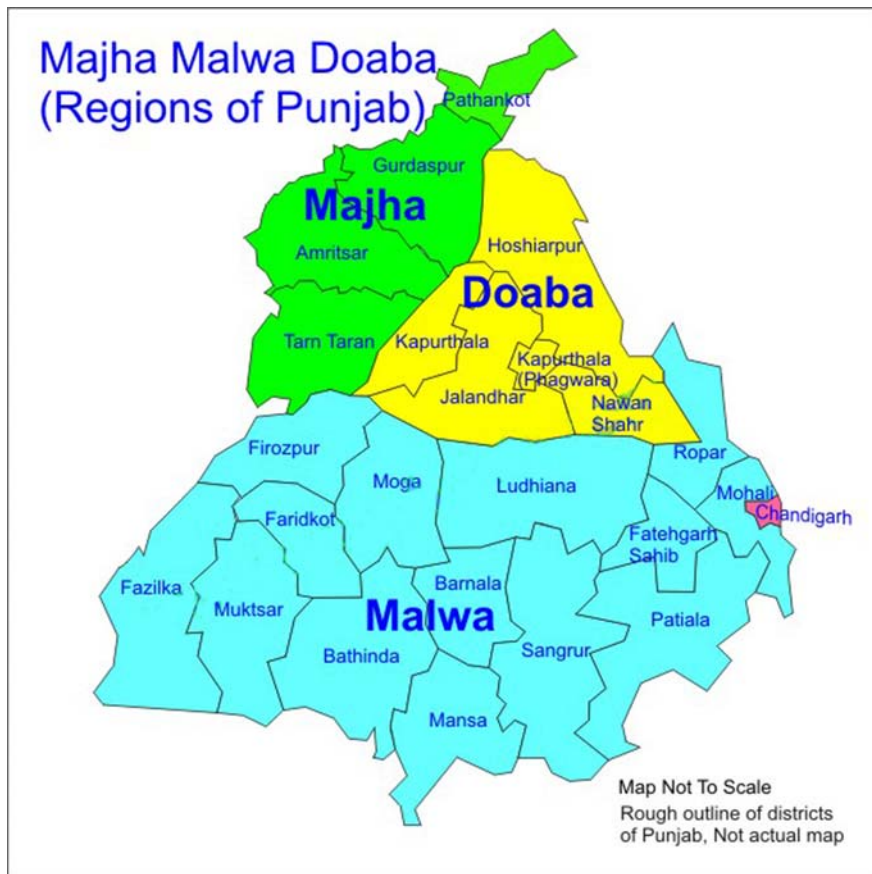 Majha Malwa Doaba
(Regions of Punjab)
Pathankot
Gurdaspur
Majha
Amritsar
Hoshiarpur
Doaba
Tarn Taran
Kapurthala
Kapurthala
(Phagwara)
Jalandhar
Nawan
Shahr
Firozpur
Moga
Ludhiana
Ropar
Mohali
Chandigarh
Faridkot
Fatehgarh
Sahib
Fazilka
Muktsar
Barnala
Malwa
Patiala
Bathinda
Sangrur
Mansa
Map Not To Scale
Rough outline of districts
of Punjab, Not actual map